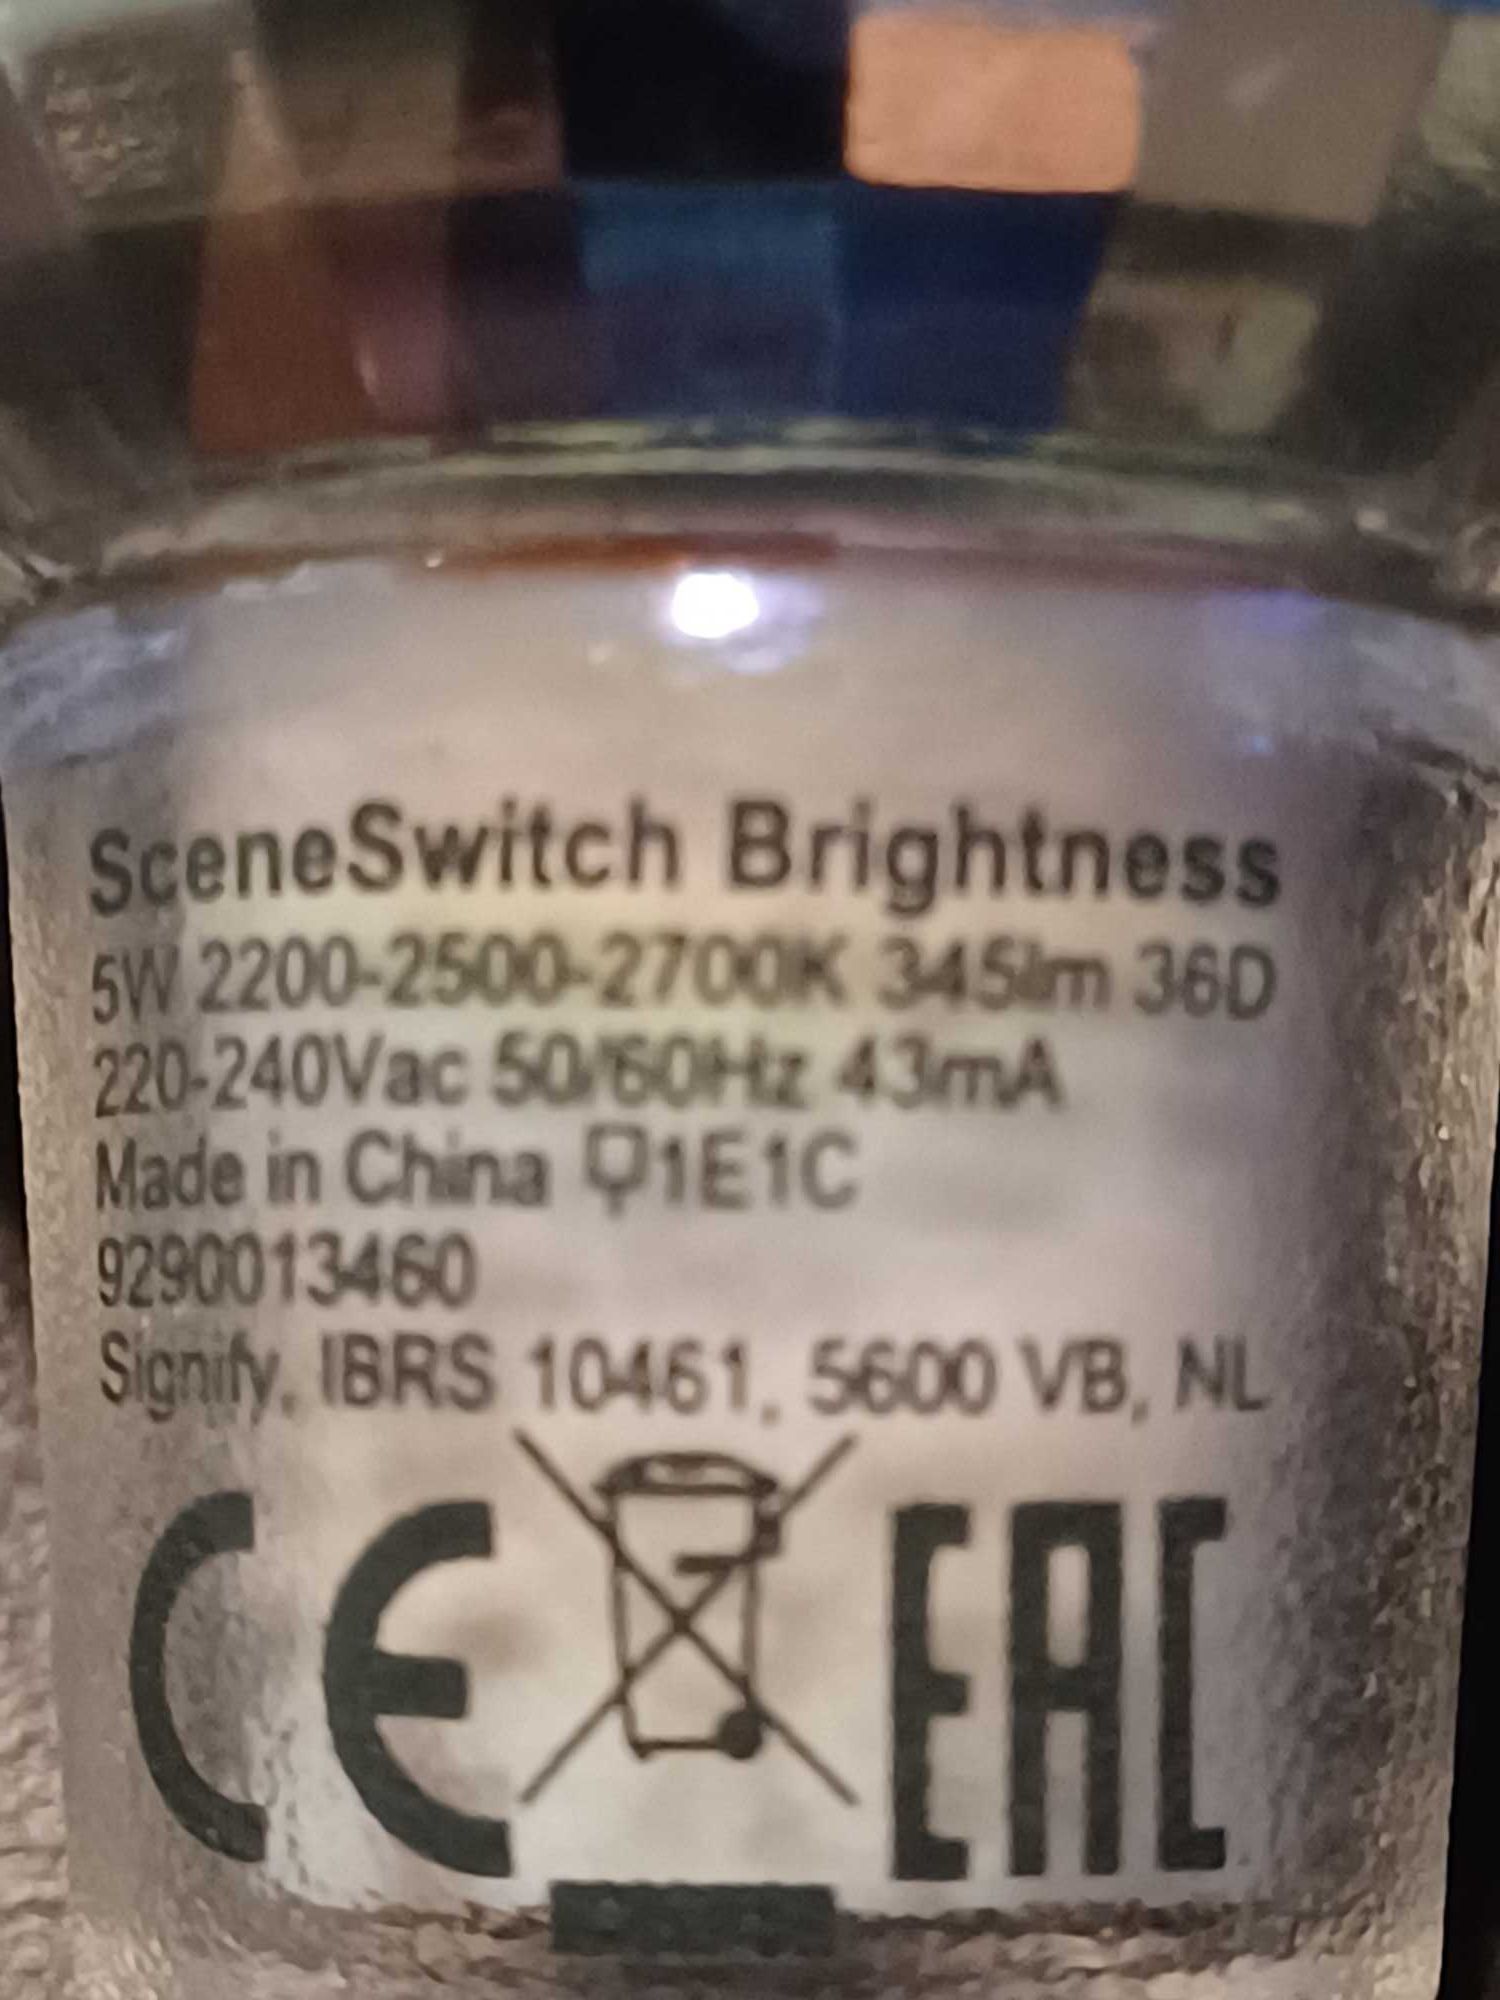 SceneSwitch Brightness
5W 2200-2500-2700K 345lm 36D
220-240Vac 50/60Hz 43mA
Made in China 1E1C
9290013460
Signify, IBRS 10461, 5600 VB, NL
CE EAC